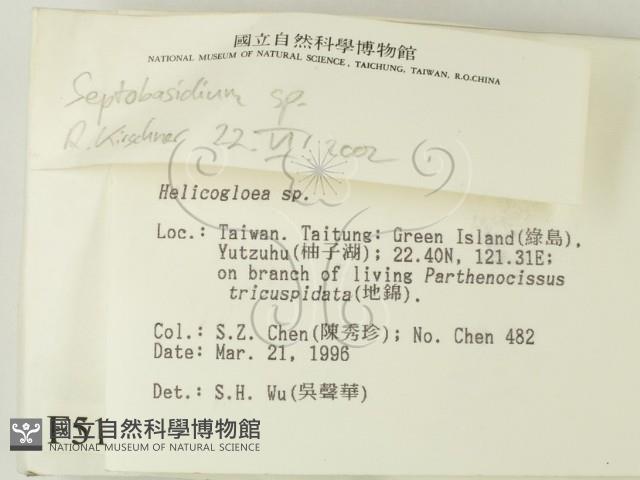 國立自然科學博物館
NATIONAL MUSEUM OF NATURAL SCIENCE, TAICHUNG, TAIWAN, R.O.CHINA
Septobasidium sp.
R. Kirschner 22. VI. 2002
Helicogloea sp.
Loc.: Taiwan. Taitung: Green Island(綠島),
Yutzuhu(柚子湖); 22.40N, 121.31E;
on branch of living Parthenocissus
tricuspidata(地錦).
Col.: S.Z. Chen(陳秀珍); No. Chen 482
Date: Mar. 21, 1996
Det.: S.H. Wu(吳聲華)
F51
國立自然科學博物館
NATIONAL MUSEUM OF NATURAL SCIENCE